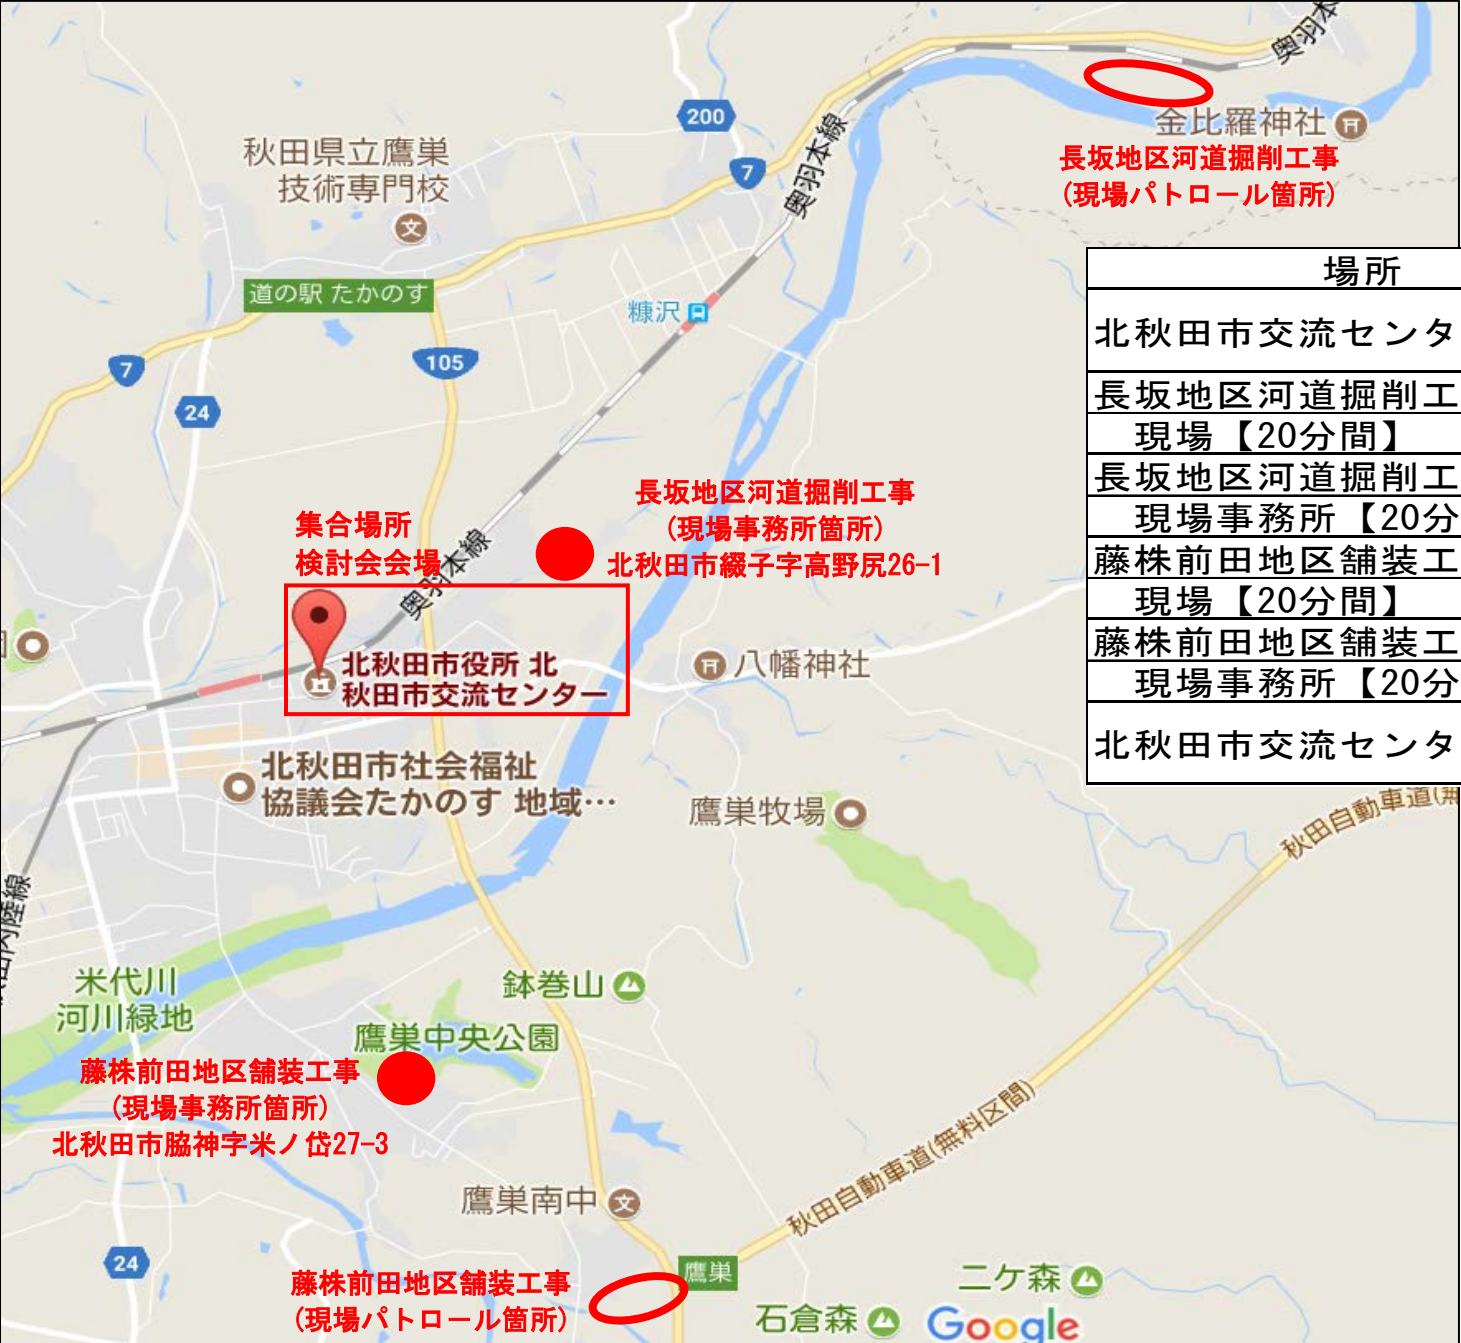 奥羽本
200
金比羅神社
長坂地区河道掘削工事
(現場パトロール箇所)
秋田県立鷹巣
技術専門校
7
奥羽本線
道の駅 たかのす
糠沢
7
105
24
場所
北秋田市交流センタ
長坂地区河道掘削工
現場【20分間】
長坂地区河道掘削工
現場事務所【20分
藤株前田地区舗装工
現場【20分間】
藤株前田地区舗装工
現場事務所【20分
北秋田市交流センタ
長坂地区河道掘削工事
(現場事務所箇所)
北秋田市綴子字高野尻26-1
集合場所
検討会会場
奥羽本線
北秋田市役所 北
秋田市交流センター
八幡神社
北秋田市社会福祉
協議会たかのす 地域…
鷹巣牧場
秋田自動車道(無
内陸線
米代川
河川緑地
鉢巻山
鷹巣中央公園
藤株前田地区舗装工事
(現場事務所箇所)
北秋田市脇神字米ノ岱27-3
秋田自動車道(無料区間)
鷹巣南中
24
鷹巣
藤株前田地区舗装工事
(現場パトロール箇所)
二ケ森
石倉森
Google